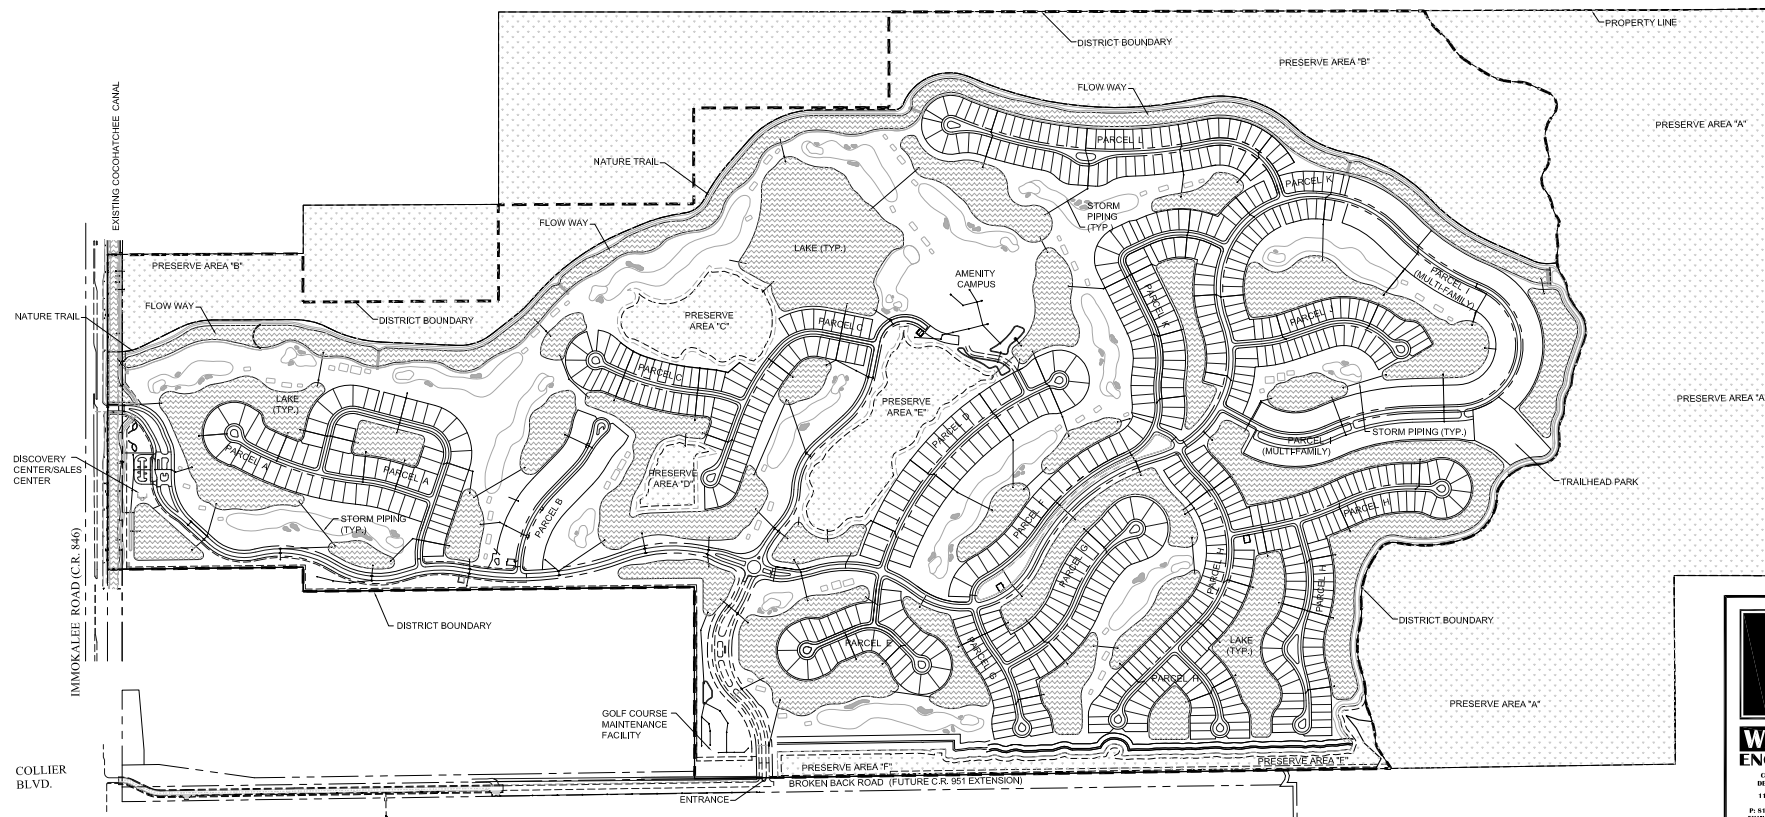 PROPERTY LINE
DISTRICT BOUNDARY
PRESERVE AREA "B"
FLOW WAY
EXISTING COCOHATCHEE CANAL
PRESERVE AREA "A"
PARCEL L
NATURE TRAIL
PARCEL K
STORM
PIPING
(TYP.)
FLOW WAY
LAKE (TYP.)
PRESERVE AREA "B"
AMENITY
CAMPUS
PARCEL I
(MULTI-FAMILY)
FLOW WAY
PARCEL K
NATURE TRAIL
DISTRICT BOUNDARY
PRESERVE
AREA "C"
PARCEL C
PARCEL J
PARCEL C
LAKE
(TYP.)
PRESERVE
AREA "E"
PRESERVE AREA "A"
PARCEL D
STORM PIPING (TYP.)
PARCEL I
(MULTI-FAMILY)
DISCOVERY
CENTER/SALES
CENTER
PARCEL A
PARCEL A
PRESERVE
AREA "D"
TRAILHEAD PARK
PARCEL B
PARCEL F
PARCEL H
STORM PIPING
(TYP.)
IMMOKALEE ROAD (C.R. 846)
PARCEL G
PARCEL H
PARCEL H
DISTRICT BOUNDARY
DISTRICT BOUNDARY
PARCEL E
PARCEL G
LAKE
(TYP.)
PARCEL H
PRESERVE AREA "A"
GOLF COURSE
MAINTENANCE
FACILITY
COLLIER
BLVD.
PRESERVE AREA "F"
PRESERVE AREA "F"
BROKEN BACK ROAD (FUTURE C.R. 951 EXTENSION)
ENTRANCE
W
EN
11
P: 81